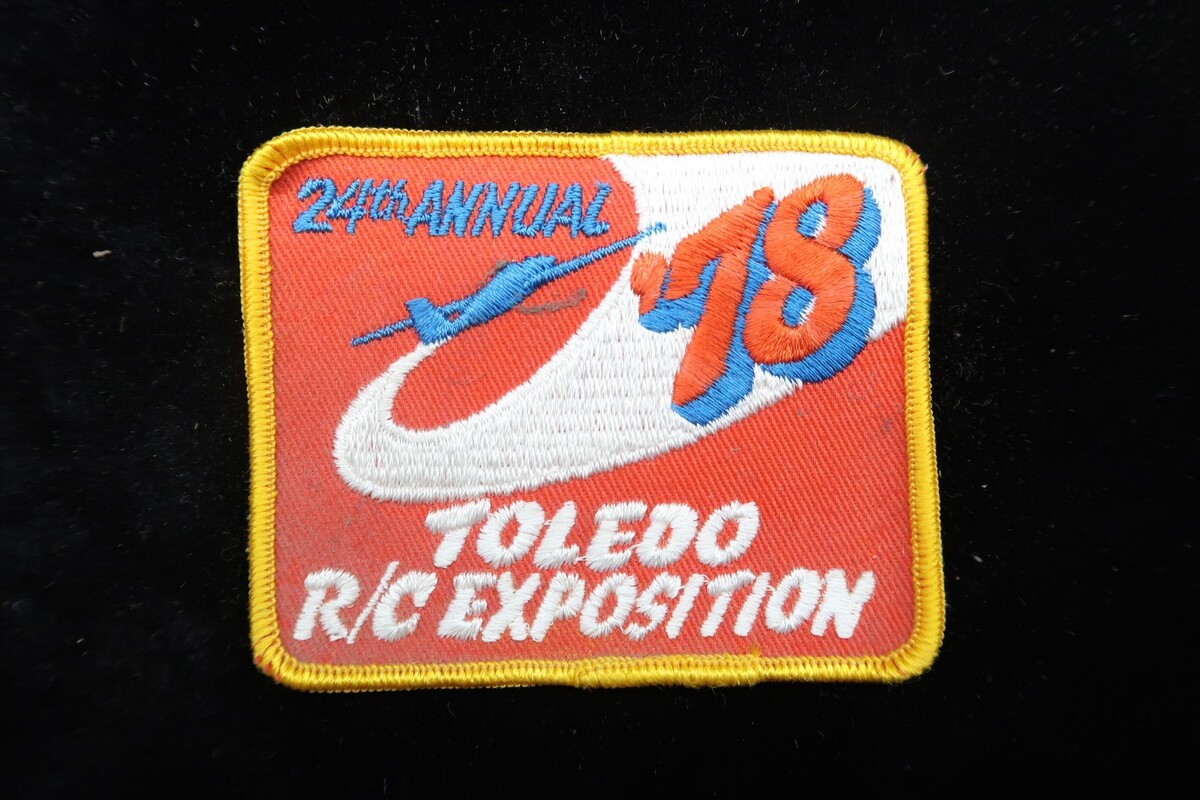 24th ANNUAL
'78
TOLEDO
R/C EXPOSITION